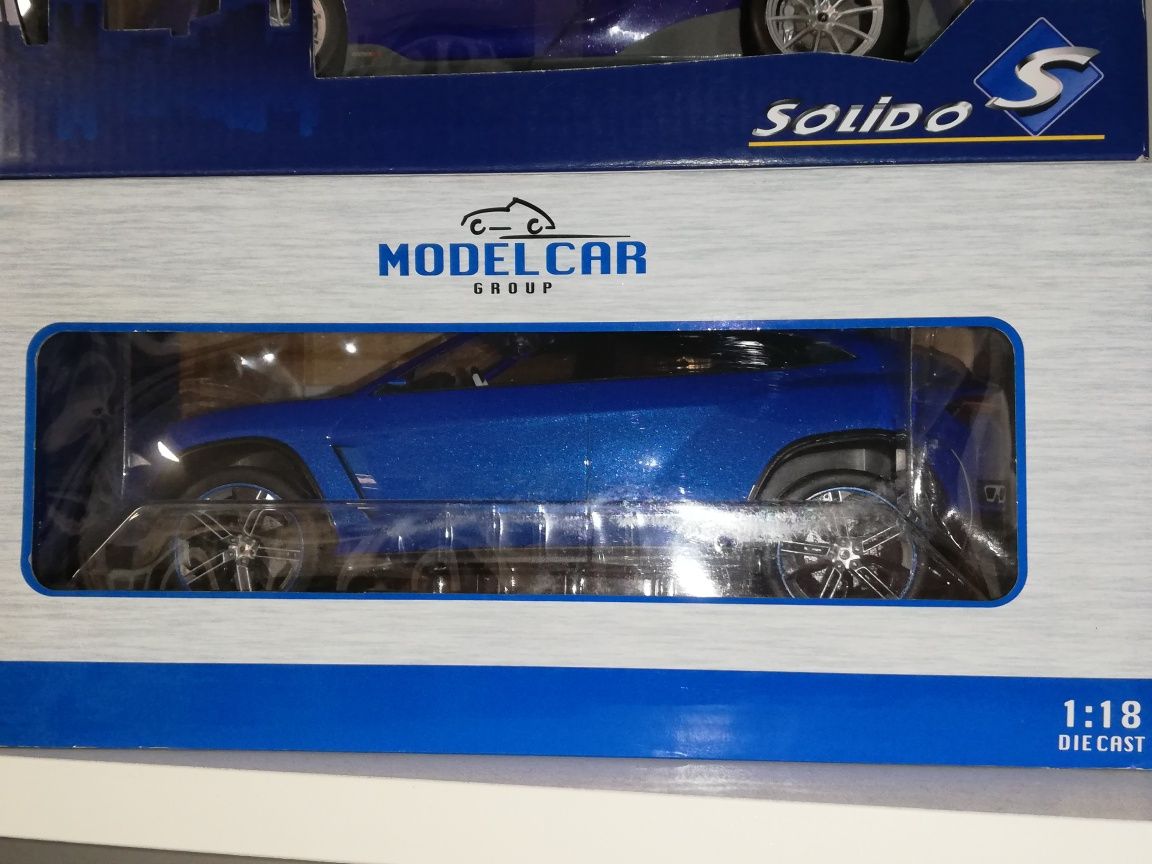 SOLIDO
S
MODELCAR
GROUP
1:18
DIE CAST